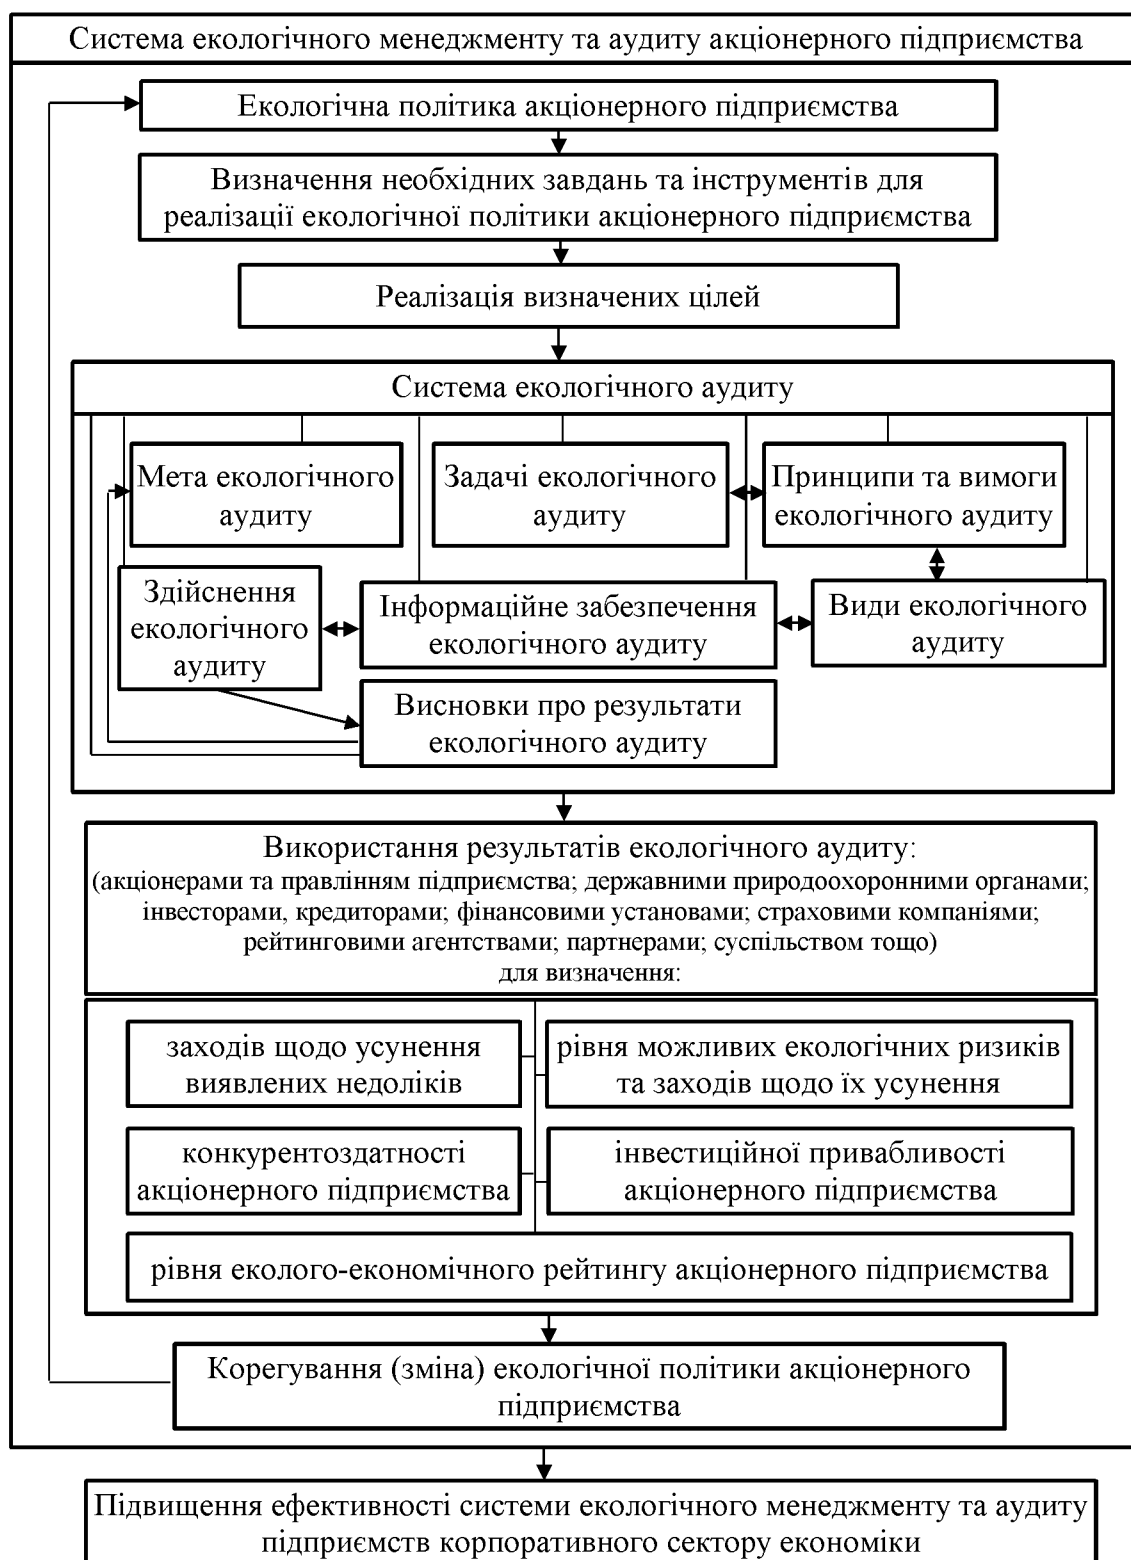 Система екологічного менеджменту та аудиту акціонерного підприємства
Екологічна політика акціонерного підприємства
Визначення необхідних завдань та інструментів для
реалізації екологічної політики акціонерного підприємства
Реалізація визначених цілей
Система екологічного аудиту
Мета екологічного
аудиту
Задачі екологічного
аудиту
Принципи та вимоги
екологічного аудиту
Здійснення
екологічного
аудиту
Інформаційне забезпечення
екологічного аудиту
Види екологічного
аудиту
Висновки про результати
екологічного аудиту
Використання результатів екологічного аудиту:
(акціонерами та правлінням підприємства; державними природоохоронними органами;
інвесторами, кредиторами; фінансовими установами; страховими компаніями;
рейтинговими агентствами; партнерами; суспільством тощо)
для визначення:
заходів щодо усунення
виявлених недоліків
рівня можливих екологічних ризиків
та заходів щодо їх усунення
конкурентоздатності
акціонерного підприємства
інвестиційної привабливості
акціонерного підприємства
рівня еколого-економічного рейтингу акціонерного підприємства
Корегування (зміна) екологічної політики акціонерного
підприємства
Підвищення ефективності системи екологічного менеджменту та аудиту
підприємств корпоративного сектору економіки